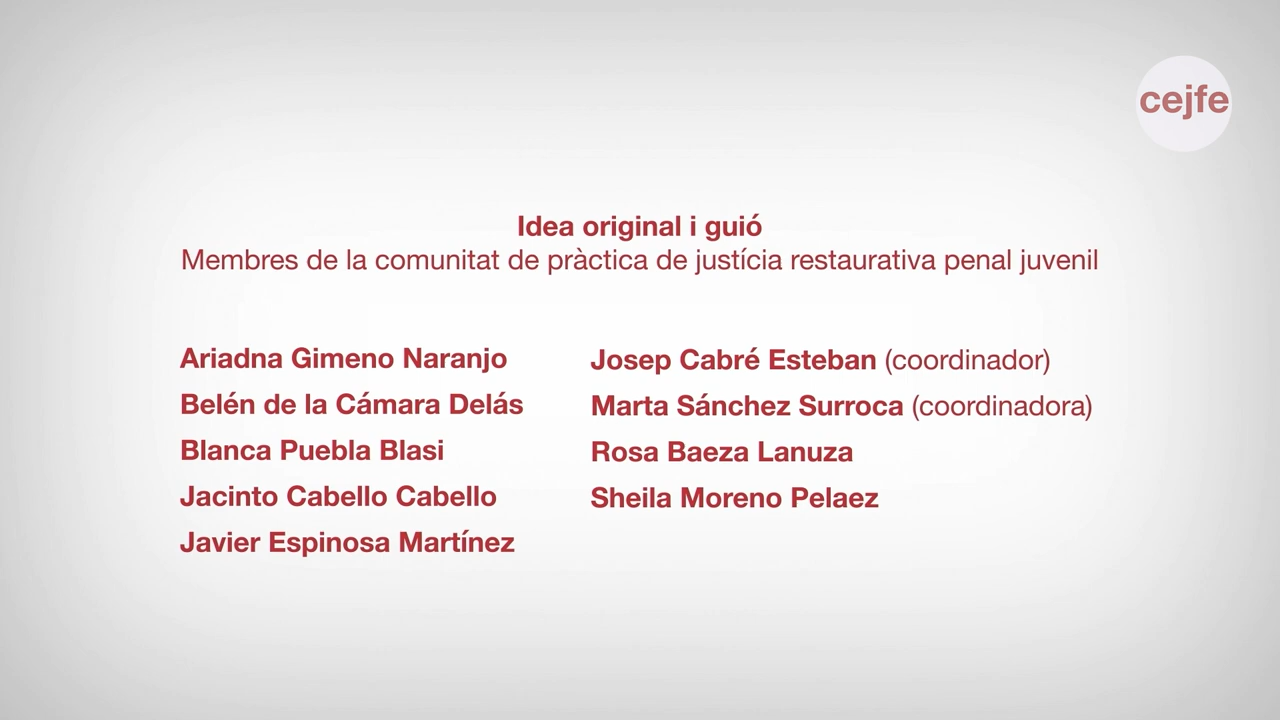 cejfe
Idea original i guió
Membres de la comunitat de pràctica de justícia restaurativa penal juvenil
Ariadna Gimeno Naranjo
Belén de la Cámara Delás
Blanca Puebla Blasi
Jacinto Cabello Cabello
Javier Espinosa Martínez
Josep Cabré Esteban (coordinador)
Marta Sánchez Surroca (coordinadora)
Rosa Baeza Lanuza
Sheila Moreno Pelaez